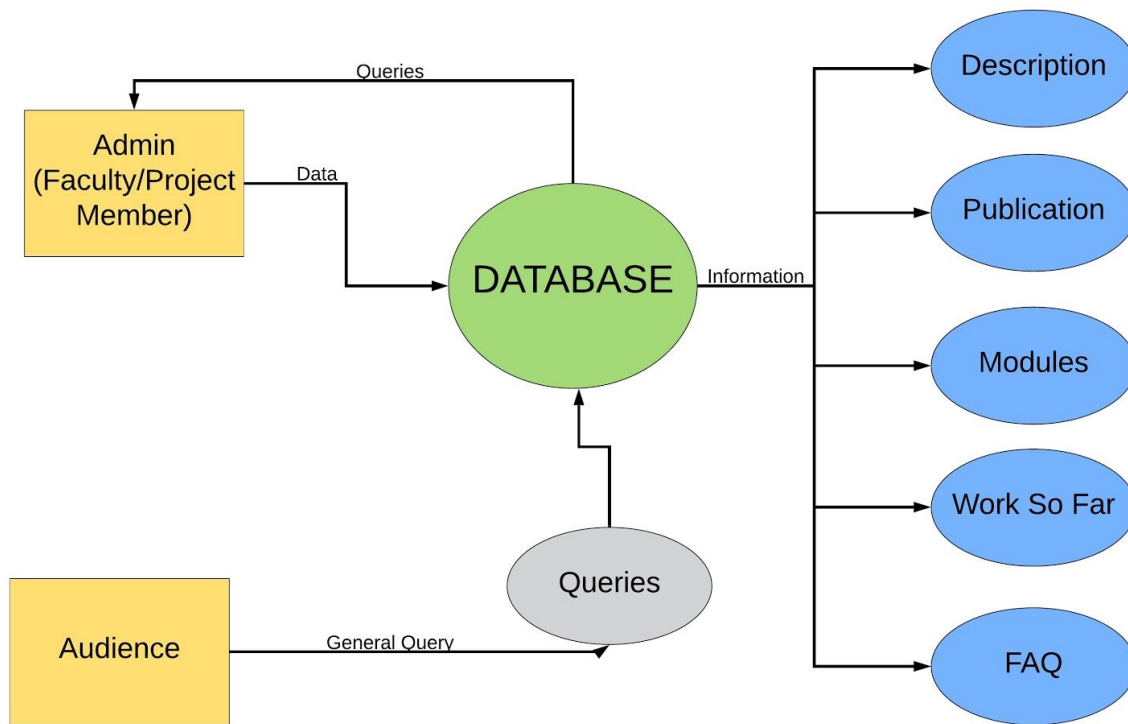 Queries
Description
Admin
(Faculty/Project
Member)
Data
Publication
DATABASE
Information
Modules
Work So Far
Queries
Audience
General Query
FAQ